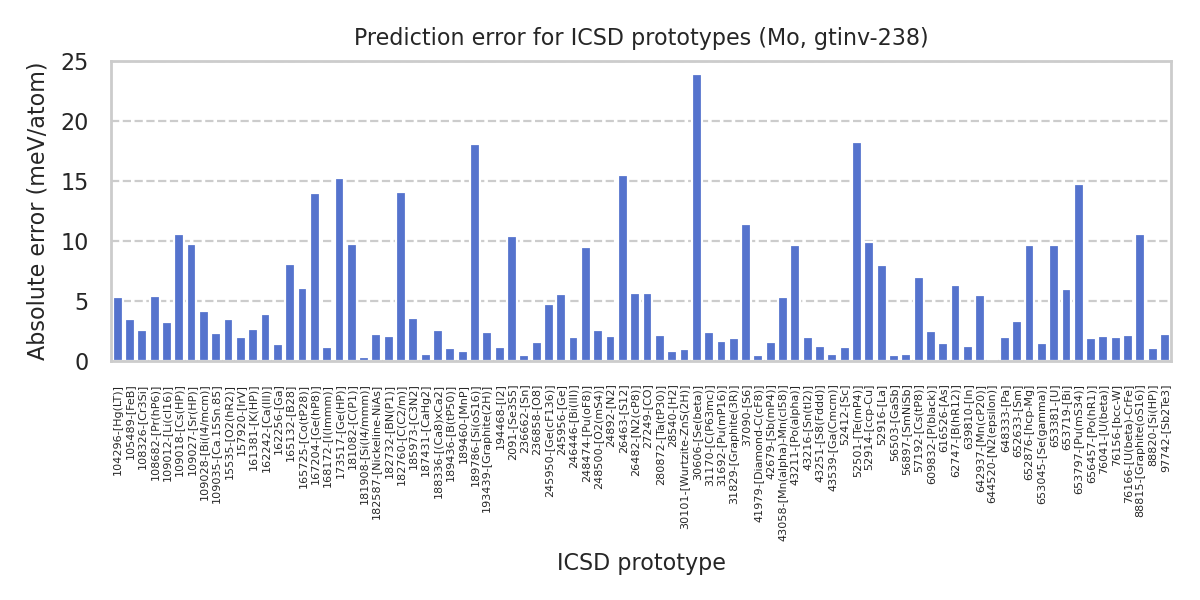 Prediction error for ICSD prototypes (Mo, gtinv-238)
Absolute error (meV/atom)
25
20
15
10
5
0
104296-[Hg(LT)]
105489-[FeB]
108326-[Cr3Si]
108682-[Pr(hP6)]
109012-[Li(cI16)]
109018-[Cs(HP)]
109027-[Sr(HP)]
109028-[Bi(I4/mcm)]
109035-[Ca.15Sn.85]
15535-[O2(hR2)]
157920-[IrV]
161381-[K(HP)]
162242-[Ca(III)]
162256-[Ga]
165132-[B28]
165725-[Co(tP28)]
167204-[Ge(hP8)]
168172-[I(Immm)]
173517-[Ge(HP)]
181082-[C(P1)]
181908-[Si(I4/mmm)]
182587-[Nickeline-NiAs]
182732-[BN(P1)]
182760-[C(C2/m)]
185973-[C3N2]
187431-[CaHg2]
188336-[(Ca8)xCa2]
189436-[B(tP50)]
189460-[MnP]
189786-[Si(oS16)]
193439-[Graphite(2H)]
194468-[I2]
2091-[Se3S5]
236662-[Sn]
236858-[O8]
245950-[Ge(cF136)]
245956-[Ge]
246446-[Bi(III)]
248474-[Pu(oF8)]
248500-[O2(mS4)]
24892-[N2]
26463-[S12]
26482-[N2(cP8)]
27249-[CO]
280872-[Ta(tP30)]
28540-[H2]
30101-[Wurtzite-ZnS(2H)]
30606-[Se(beta)]
31170-[C(P63mc)]
31692-[Pu(mP16)]
31829-[Graphite(3R)]
37090-[S6]
41979-[Diamond-C(cF8)]
42679-[Sb(mP4)]
43058-[Mn(alpha)-Mn(cI58)]
43211-[Po(alpha)]
43216-[Sn(tI2)]
43251-[S8(Fddd)]
43539-[Ga(Cmcm)]
52412-[Sc]
52501-[Te(mP4)]
52914-[fcc-Cu]
52916-[La]
56503-[GaSb]
56897-[SmNiSb]
57192-[Cs(tP8)]
609832-[P(black)]
616526-[As]
62747-[B(hR12)]
639810-[In]
642937-[Mn(cP20)]
644520-[N2(epsilon)]
648333-[Pa]
652633-[Sm]
652876-[hcp-Mg]
653045-[Se(gamma)]
653381-[U]
653719-[Bi]
653797-[Pu(mS34)]
656457-[Po(hR1)]
76041-[U(beta)]
76156-[bcc-W]
76166-[U(beta)-CrFe]
88815-[Graphite(oS16)]
88820-[Si(HP)]
97742-[Sb2Te3]
ICSD prototype